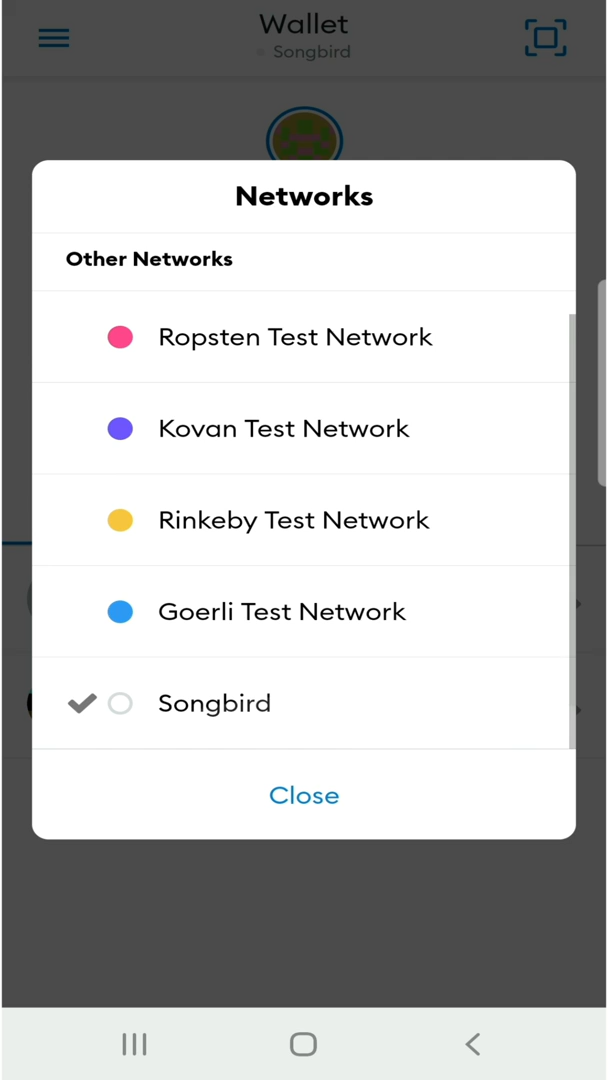 Wallet
Songbird
Networks
Other Networks
Ropsten Test Network
Kovan Test Network
Rinkeby Test Network
Goerli Test Network
Songbird
Close